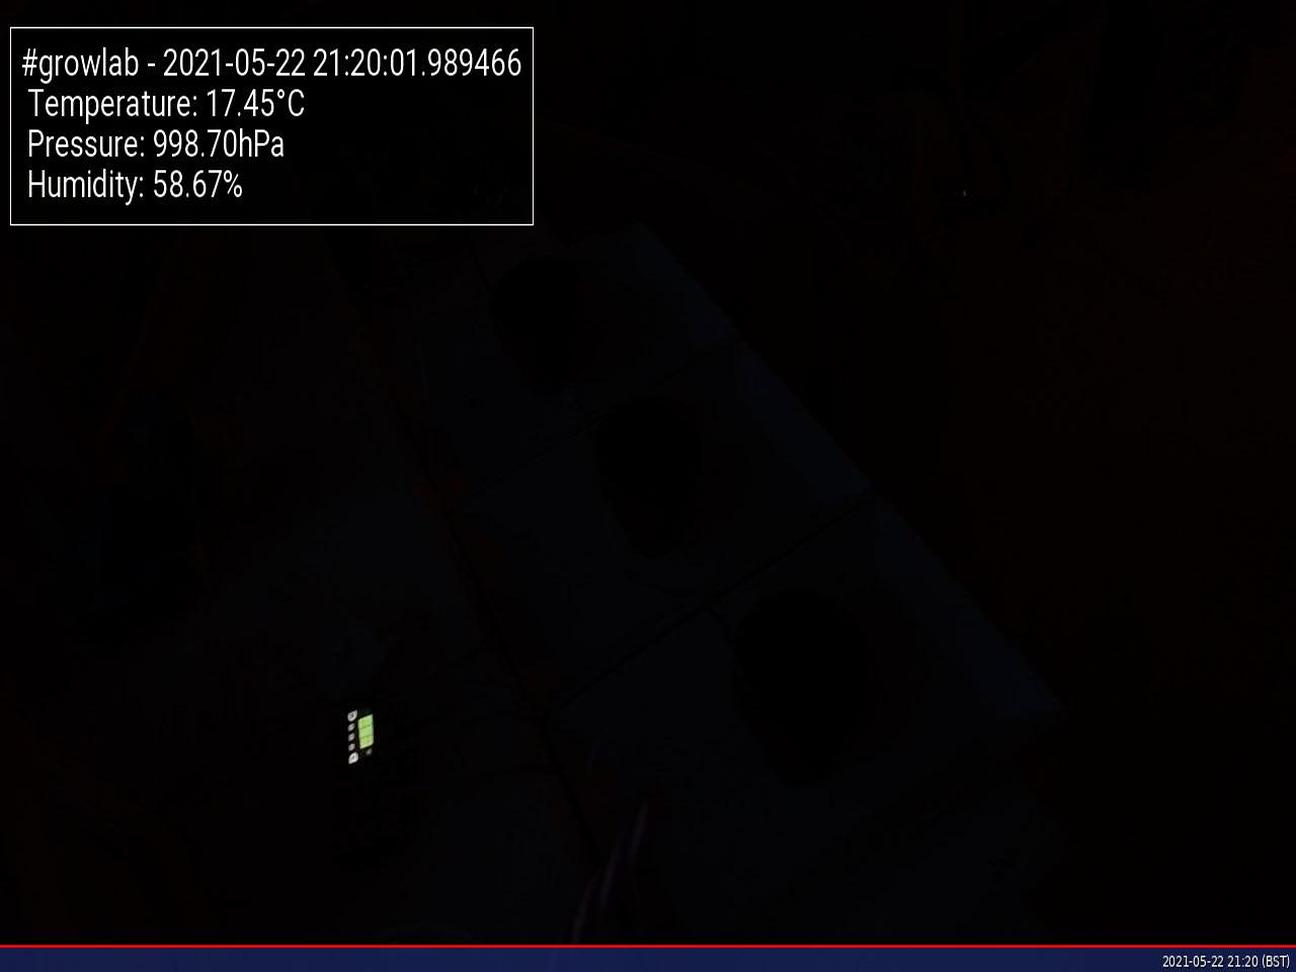 #growlab - 2021-05-22 21:20:01.989466
Temperature: 17.45°C
Pressure: 998.70hPa
Humidity: 58.67%
2021-05-22 21:20 (BST)